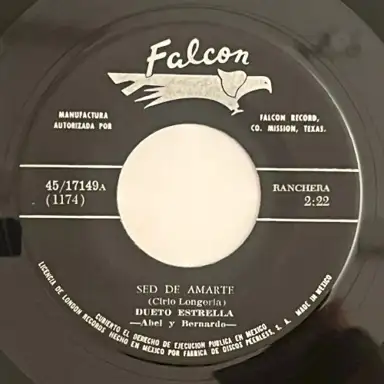 Falcon
MANUFACTURA
AUTORIZADA POR
FALCON RECORD,
CO. MISSION, TEXAS.
45/17149A
(1174)
RANCHERA
2:22
SED DE AMARTE
(Cirio Longoria)
DUETO ESTRELLA
—Abel y Bernardo—
LICENCIA DE LONDON RECORDS HECHO EN MEXICO POR FABRICA DE DISCOS PEERLESS, S. A. MADE IN MEXICO
CUBIERTO EL DERECHO DE EJECUCION PUBLICA EN MEXICO